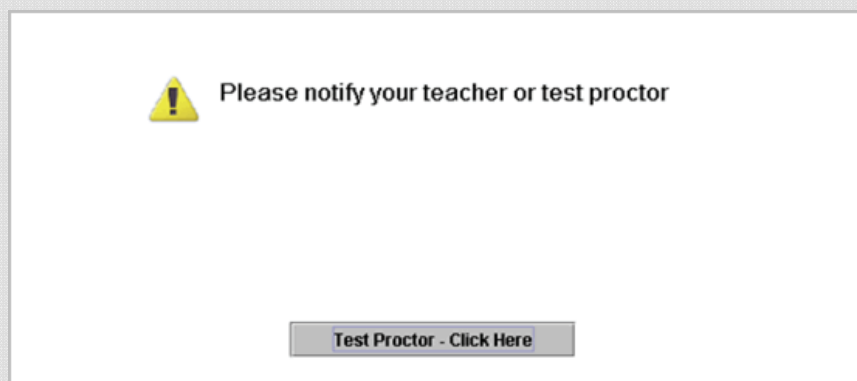 Please notify your teacher or test proctor
Test Proctor - Click Here